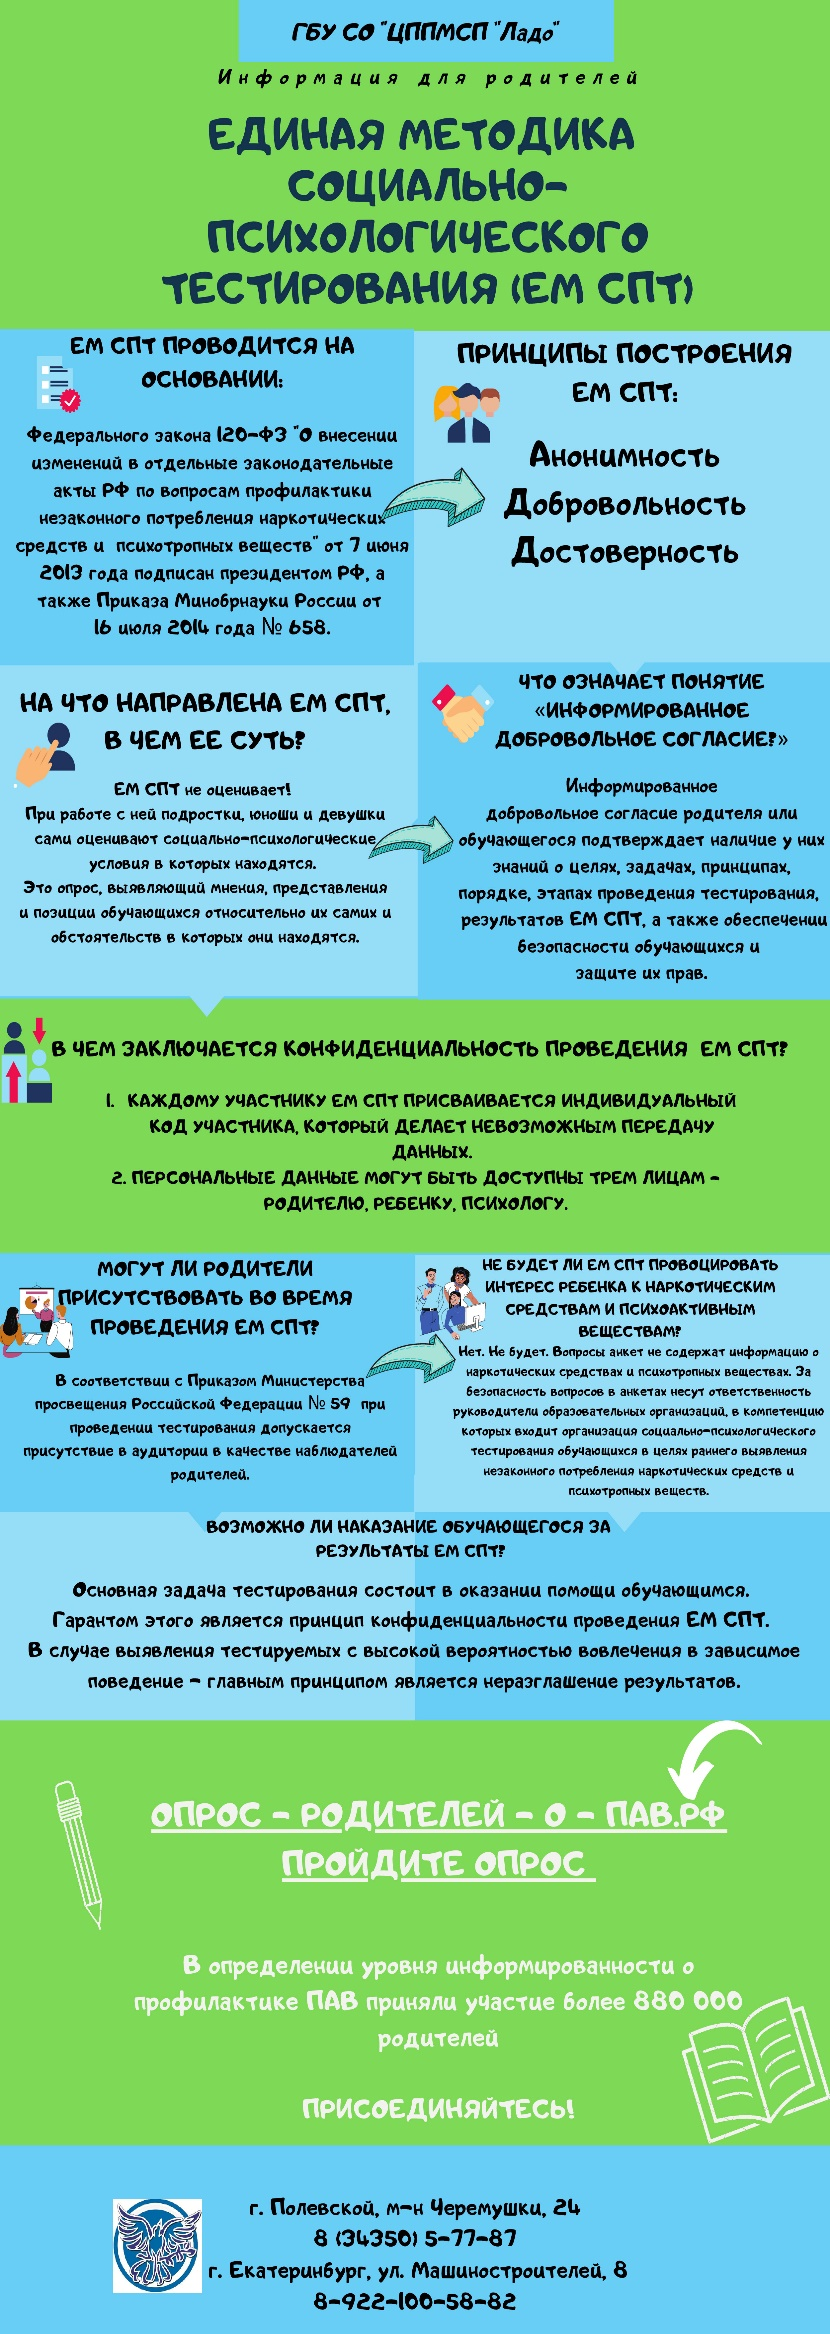 ГБУ СО "ЦППМСП "Ладо"
Информация для родителей
ЕДИНАЯ МЕТОДИКА
СОЦИАЛЬНО-
ПСИХОЛОГИЧЕСКОГО
ТЕСТИРОВАНИЯ (ЕМ СПТ)
ЕМ СПТ ПРОВОДИТСЯ НА
ОСНОВАНИИ:
Федерального закона 120-ФЗ "О внесении
изменений в отдельные законодательные
акты РФ по вопросам профилактики
незаконного потребления наркотических
средств и психотропных веществ" от 7 июня
2013 года подписан президентом РФ, а
также Приказа Минобрнауки России от
16 июля 2014 года № 658.
ПРИНЦИПЫ ПОСТРОЕНИЯ
ЕМ СПТ:
Анонимность
Добровольность
Достоверность
НА ЧТО НАПРАВЛЕНА ЕМ СПТ,
В ЧЕМ ЕЕ СУТЬ?
ЕМ СПТ не оценивает!
При работе с ней подростки, юноши и девушки
сами оценивают социально-психологические
условия в которых находятся.
Это опрос, выявляющий мнения, представления
и позиции обучающихся относительно их самих и
обстоятельств в которых они находятся.
ЧТО ОЗНАЧАЕТ ПОНЯТИЕ
«ИНФОРМИРОВАННОЕ
ДОБРОВОЛЬНОЕ СОГЛАСИЕ?»
Информированное
добровольное согласие родителя или
обучающегося подтверждает наличие у них
знаний о целях, задачах, принципах,
порядке, этапах проведения тестирования,
результатов ЕМ СПТ, а также обеспечении
безопасности обучающихся и
защите их прав.
В ЧЕМ ЗАКЛЮЧАЕТСЯ КОНФИДЕНЦИАЛЬНОСТЬ ПРОВЕДЕНИЯ ЕМ СПТ?
1. КАЖДОМУ УЧАСТНИКУ ЕМ СПТ ПРИСВАИВАЕТСЯ ИНДИВИДУАЛЬНЫЙ
КОД УЧАСТНИКА, КОТОРЫЙ ДЕЛАЕТ НЕВОЗМОЖНЫМ ПЕРЕДАЧУ
ДАННЫХ.
2. ПЕРСОНАЛЬНЫЕ ДАННЫЕ МОГУТ БЫТЬ ДОСТУПНЫ ТРЕМ ЛИЦАМ -
РОДИТЕЛЮ, РЕБЕНКУ, ПСИХОЛОГУ.
МОГУТ ЛИ РОДИТЕЛИ
ПРИСУТСТВОВАТЬ ВО ВРЕМЯ
ПРОВЕДЕНИЯ ЕМ СПТ?
В соответствии с Приказом Министерства
просвещения Российской Федерации № 59 при
проведении тестирования допускается
присутствие в аудитории в качестве наблюдателей
родителей.
НЕ БУДЕТ ЛИ ЕМ СПТ ПРОВОЦИРОВАТЬ
ИНТЕРЕС РЕБЕНКА К НАРКОТИЧЕСКИМ
СРЕДСТВАМ И ПСИХОАКТИВНЫМ
ВЕЩЕСТВАМ?
Нет. Не будет. Вопросы анкет не содержат информацию о
наркотических средствах и психотропных веществах. За
безопасность вопросов в анкетах несут ответственность
руководители образовательных организаций, в компетенцию
которых входит организация социально-психологического
тестирования обучающихся в целях раннего выявления
незаконного потребления наркотических средств и
психотропных веществ.
ВОЗМОЖНО ЛИ НАКАЗАНИЕ ОБУЧАЮЩЕГОСЯ ЗА
РЕЗУЛЬТАТЫ ЕМ СПТ?
Основная задача тестирования состоит в оказании помощи обучающимся.
Гарантом этого является принцип конфиденциальности проведения ЕМ СПТ.
В случае выявления тестируемых с высокой вероятностью вовлечения в зависимое
поведение - главным принципом является неразглашение результатов.
ОПРОС - РОДИТЕЛЕЙ - О - ПАВ.РФ
ПРОЙДИТЕ ОПРОС
В определении уровня информированности о
профилактике ПАВ приняли участие более 880 000
родителей
ПРИСОЕДИНЯЙТЕСЬ!
г. Полевской, м-н Черемушки, 24
8 (34350) 5-77-87
г. Екатеринбург, ул. Машиностроителей, 8
8-922-100-58-82